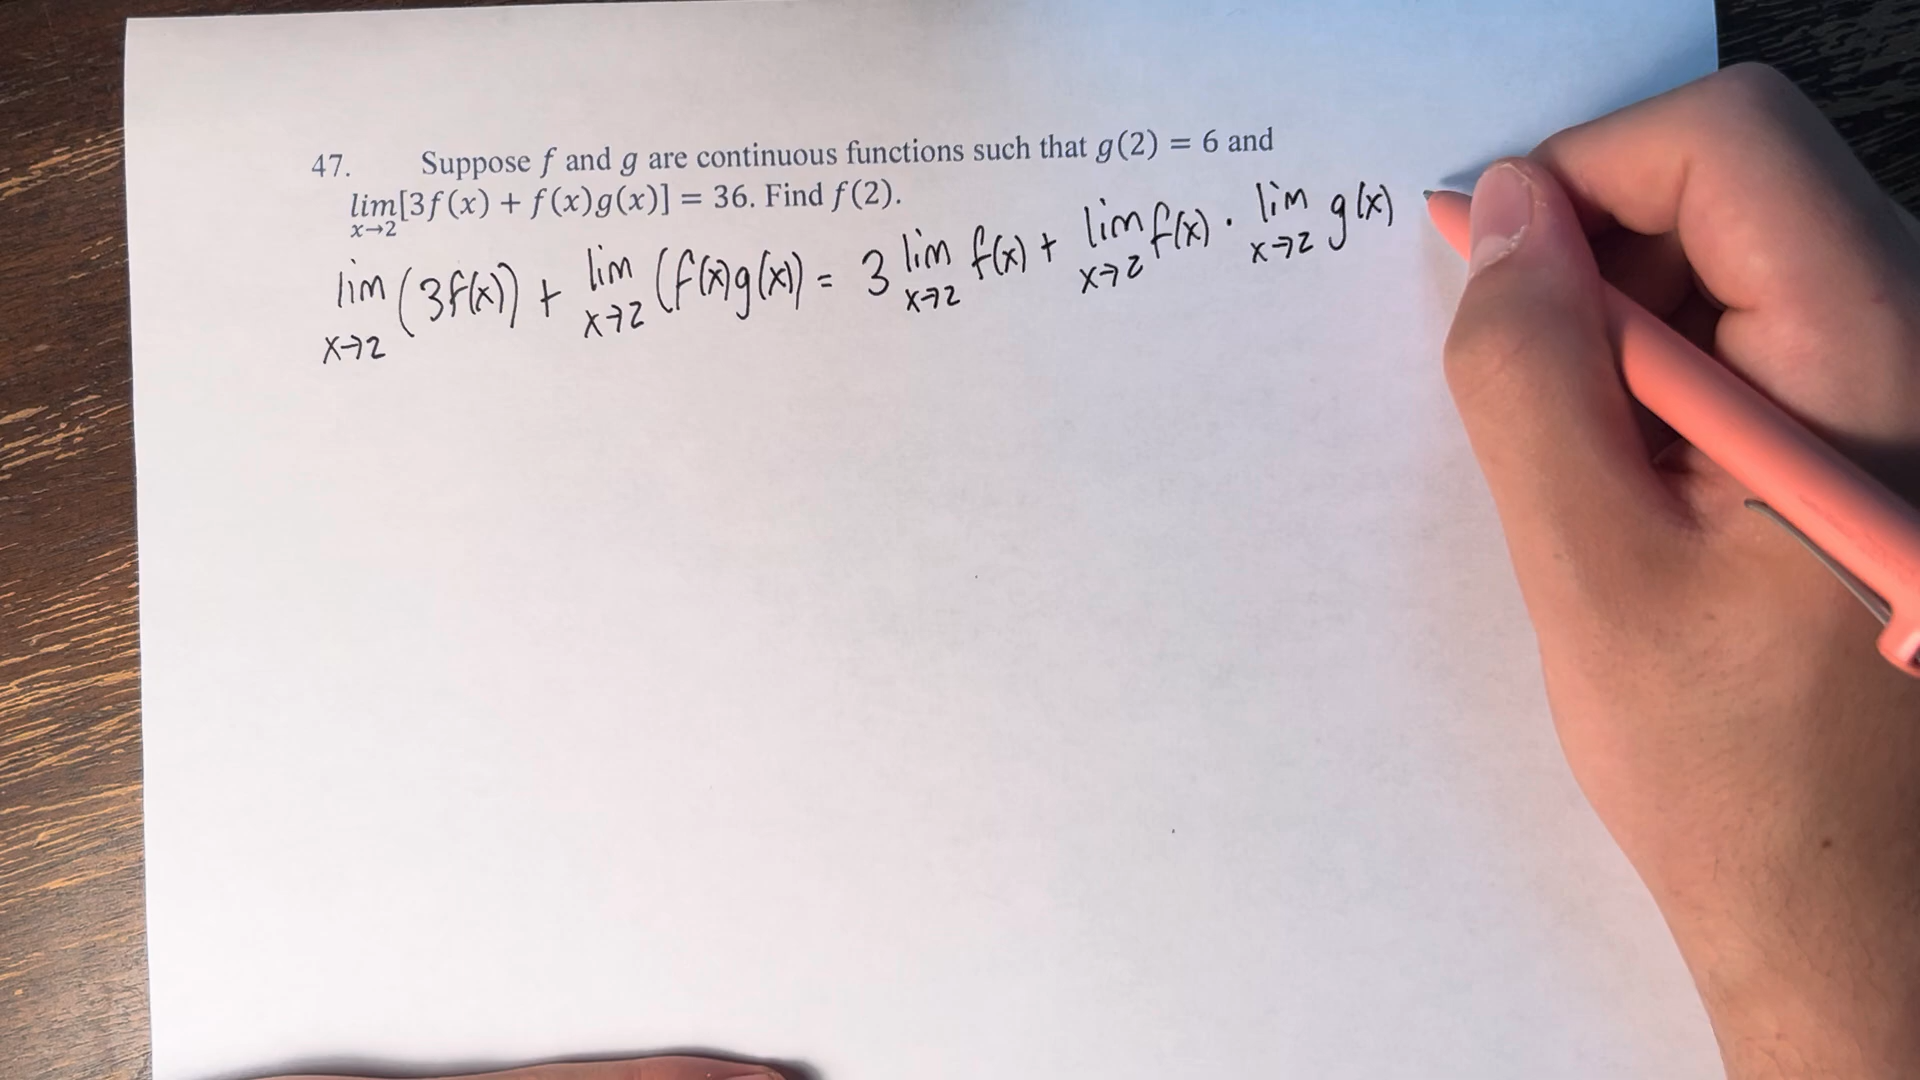 47. Suppose f and g are continuous functions such that g(2) = 6 and
lim[3f(x) + f(x)g(x)] = 36. Find f(2).
x→2
lim (3f(x)) + lim (f(x)g(x)) = 3 lim f(x) + lim f(x) · lim g(x)
x→2 x→2 x→2 x→2 x→2